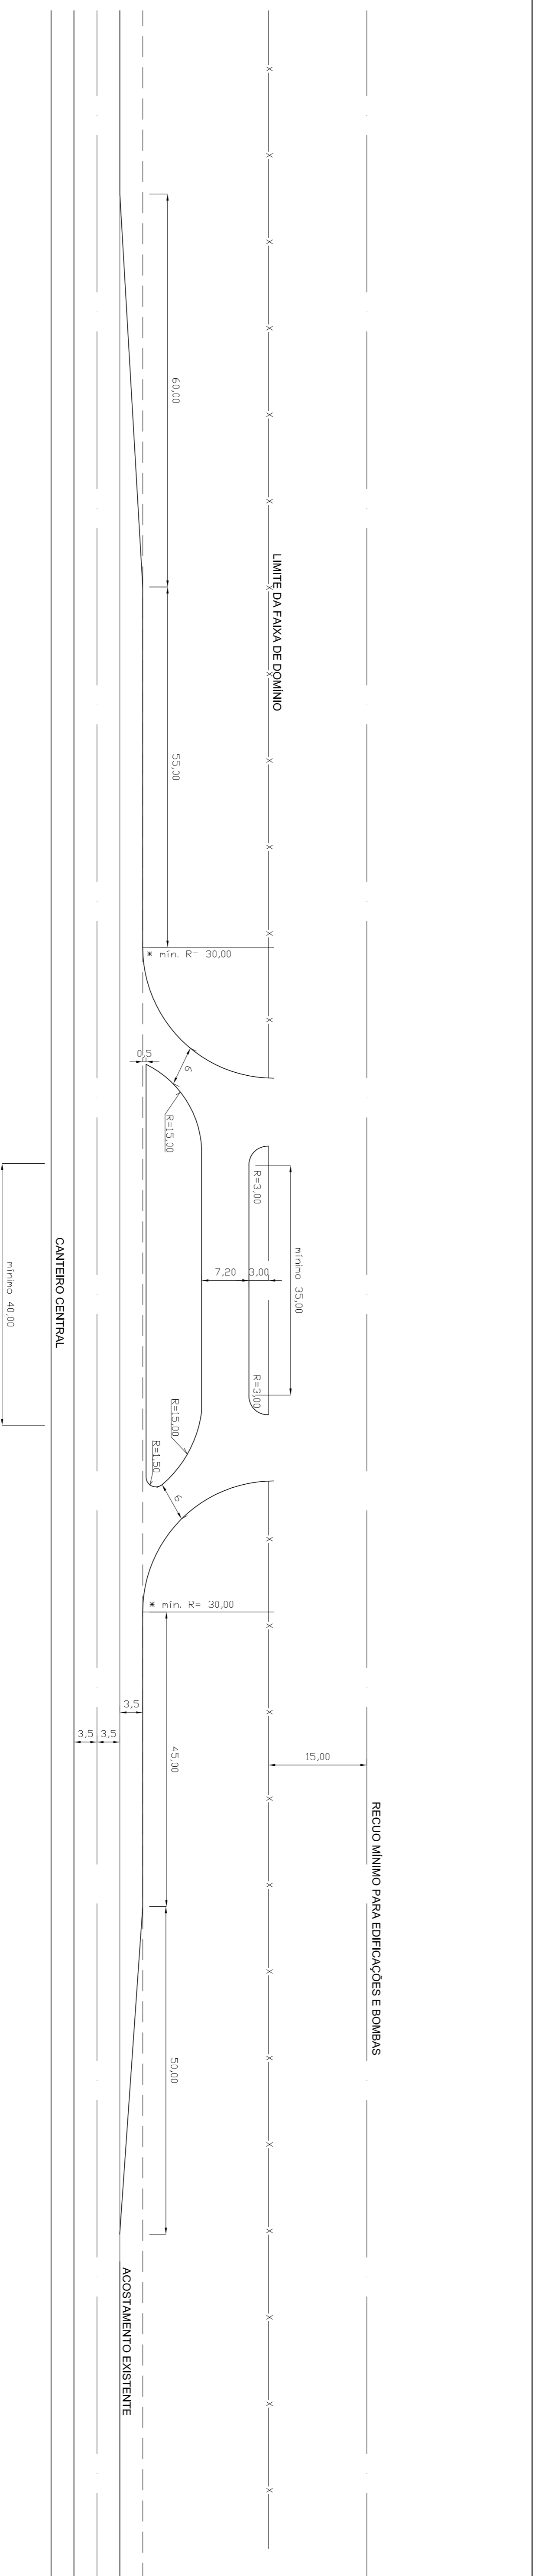 60,00
LIMITE DA FAIXA DE DOMÍNIO
55,00
* mín. R= 30,00
0,5
6
R=15,00
R=3,00
mínimo 35,00
mínimo 40,00
CANTEIRO CENTRAL
7,20
3,00
R=3,00
R=15,00
R=1,50
6
* mín. R= 30,00
3,5
3,5
3,5
45,00
15,00
RECUO MÍNIMO PARA EDIFICAÇÕES E BOMBAS
50,00
ACOSTAMENTO EXISTENTE